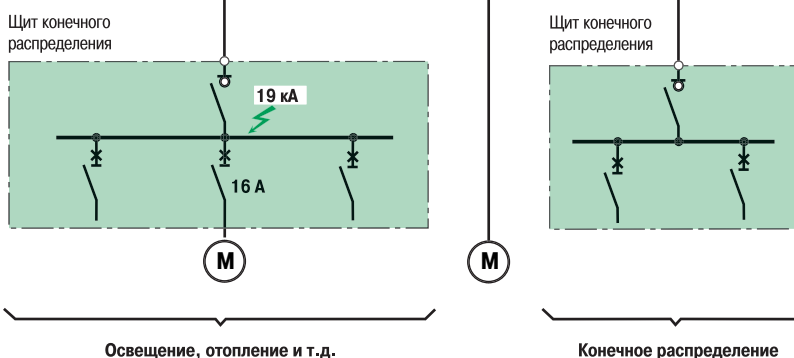 Щит конечного
распределения
19 кА
16 А
М
М
Щит конечного
распределения
Освещение, отопление и т.д.
Конечное распределение